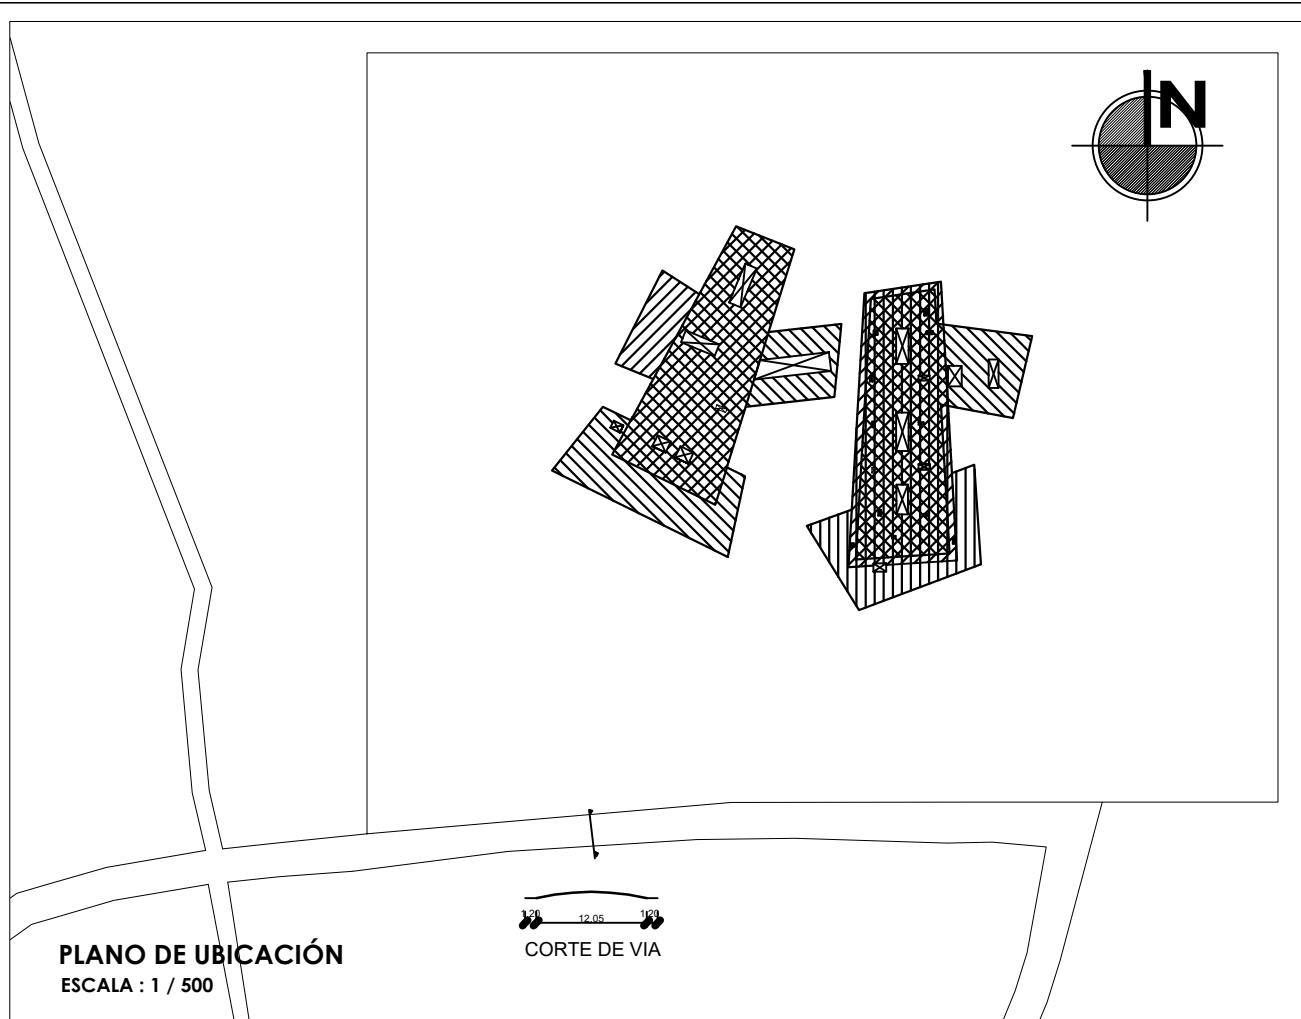 N
1.20 12.05 1.20
CORTE DE VIA
PLANO DE UBICACIÓN
ESCALA : 1 / 500